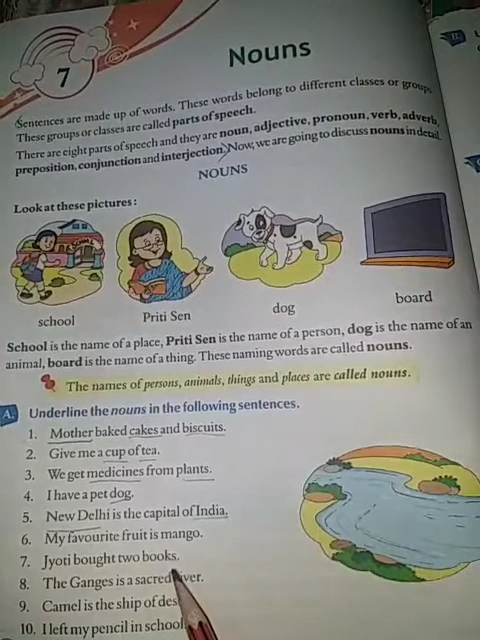 7
Nouns
Sentences are made up of words. These words belong to different classes or groups.
These groups or classes are called parts of speech.
There are eight parts of speech and they are noun, adjective, pronoun, verb, adverb,
preposition, conjunction and interjection. Now, we are going to discuss nouns in detail.
NOUNS
Look at these pictures:
school
Priti Sen
dog
board
School is the name of a place, Priti Sen is the name of a person, dog is the name of an
animal, board is the name of a thing. These naming words are called nouns.
The names of persons, animals, things and places are called nouns.
A. Underline the nouns in the following sentences.
1. Mother baked cakes and biscuits.
2. Give me a cup of tea.
3. We get medicines from plants.
4. I have a pet dog.
5. New Delhi is the capital of India.
6. My favourite fruit is mango.
7. Jyoti bought two books.
8. The Ganges is a sacred river.
9. Camel is the ship of des
10. I left my pencil in school
B.